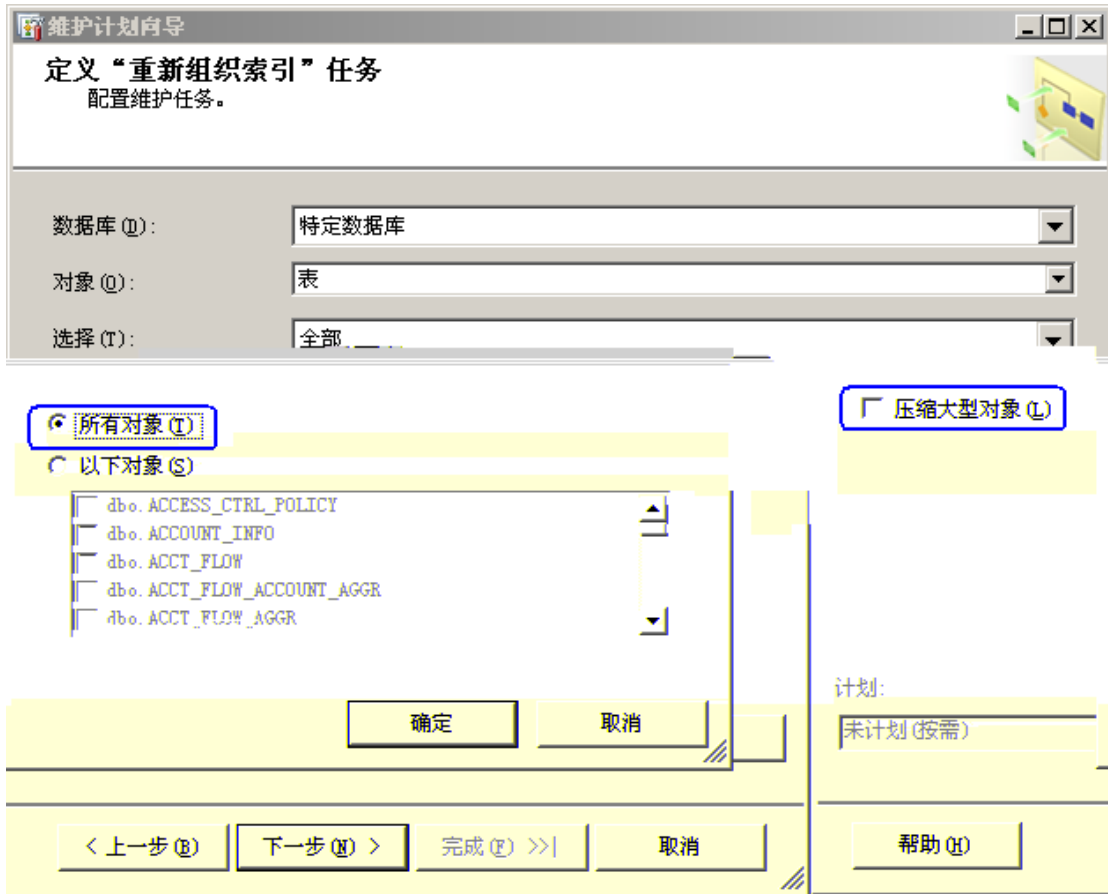 维护计划向导
定义“重新组织索引”任务
配置维护任务。
数据库(D):
特定数据库
对象(O):
表
选择(T):
全部
所有对象(T)
压缩大型对象(L)
以下对象(S)
dbo.ACCESS_CTRL_POLICY
dbo.ACCOUNT_INFO
dbo.ACCT_FLOW
dbo.ACCT_FLOW_ACCOUNT_AGGR
dbo.ACCT_FLOW_AGGR
计划:
确定
取消
未计划(按需)
< 上一步(B)
下一步(N) >
完成(F) >>|
取消
帮助(H)